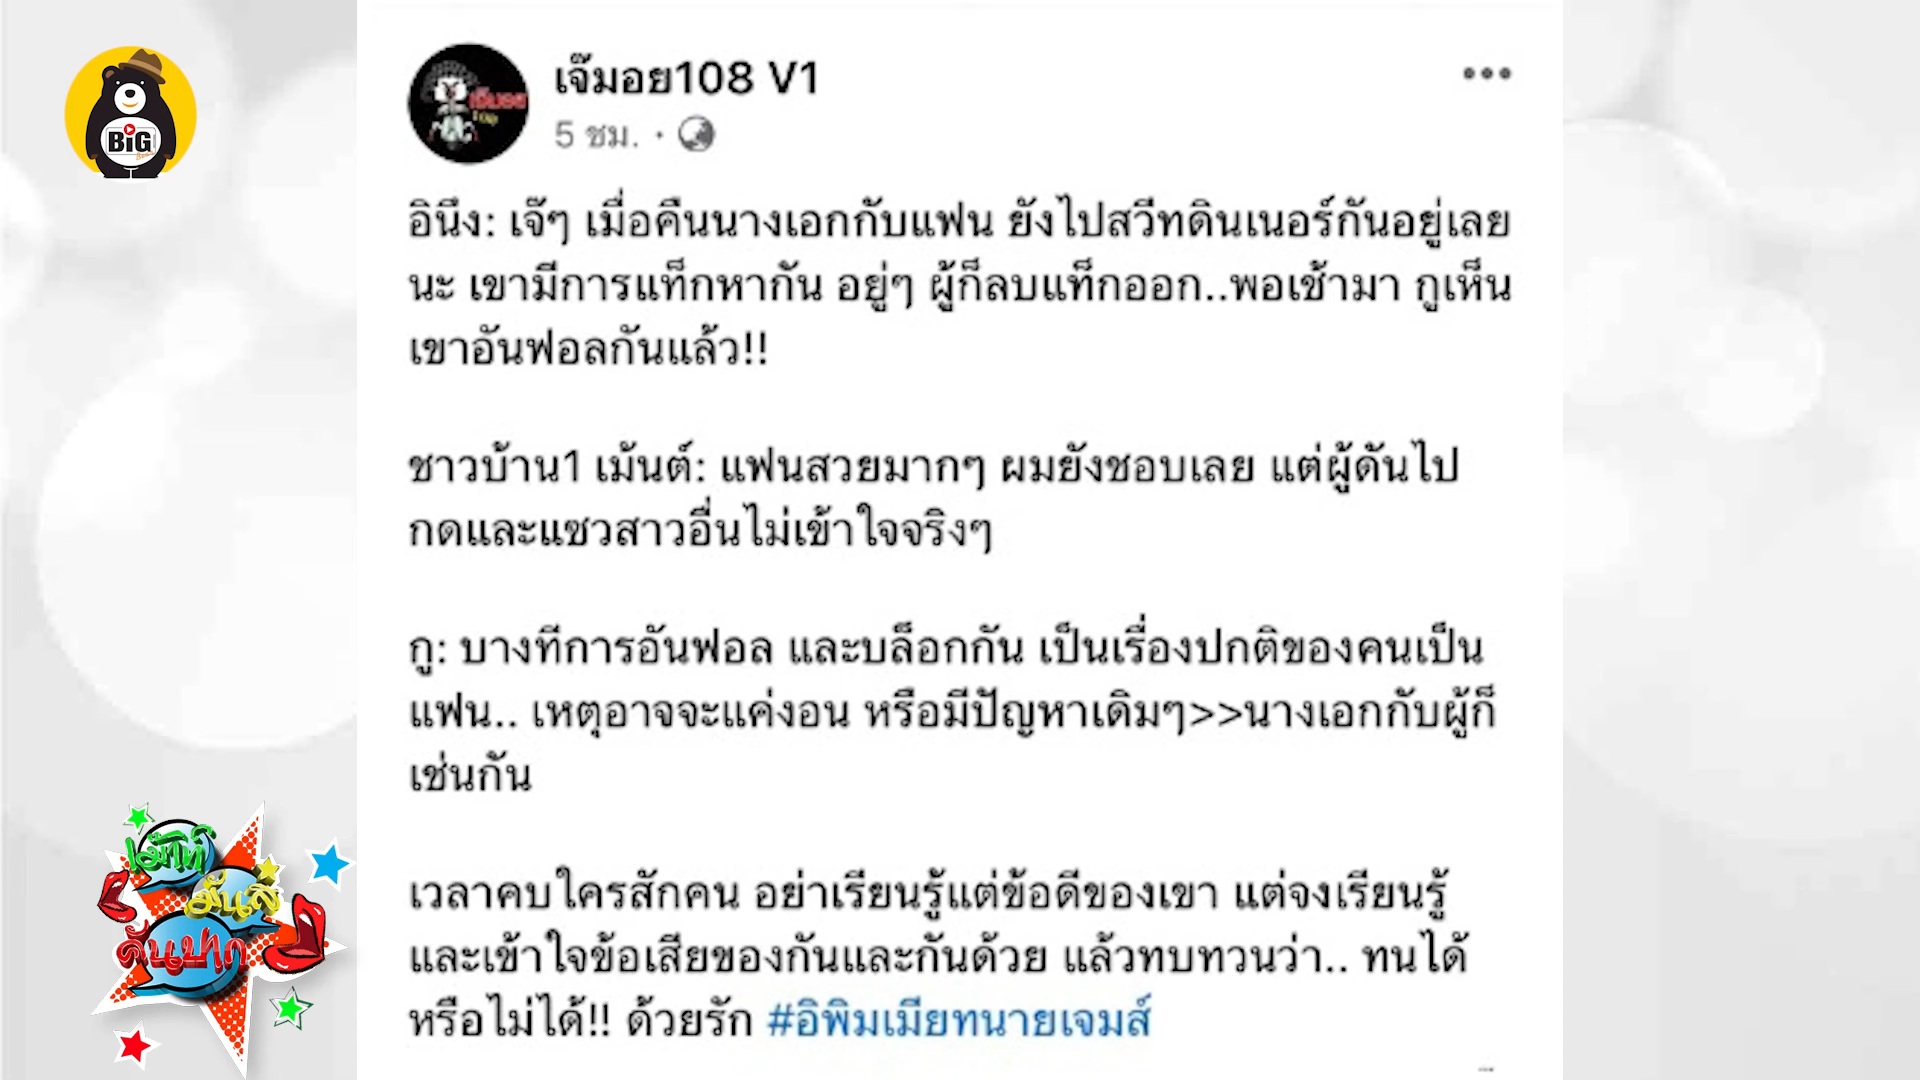 BiG
เจ๊มอย108 V1
5 ชม.
อินึง: เจ๊ๆ เมื่อคืนนางเอกกับแฟน ยังไปสวีทดินเนอร์กันอยู่เลย
นะ เขามีการแท็กหากัน อยู่ๆ ผู้ก็ลบแท็กออก..พอเช้ามา กูเห็น
เขาอันฟอลกันแล้ว!!
ชาวบ้าน1 เม้นต์: แฟนสวยมากๆ ผมยังชอบเลย แต่ผู้ดันไป
กดและแซวสาวอื่นไม่เข้าใจจริงๆ
กู: บางทีการอันฟอล และบล็อกกัน เป็นเรื่องปกติของคนเป็น
แฟน.. เหตุอาจจะแค่งอน หรือมีปัญหาเดิมๆ>>นางเอกกับผู้ก็
เช่นกัน
เวลาคบใครสักคน อย่าเรียนรู้แต่ข้อดีของเขา แต่จงเรียนรู้
และเข้าใจข้อเสียของกันและกันด้วย แล้วทบทวนว่า.. ทนได้
หรือไม่ได้!! ด้วยรัก #อิพิมเมียทนายเจมส์
เม้าท์
มันส์
คันปาก